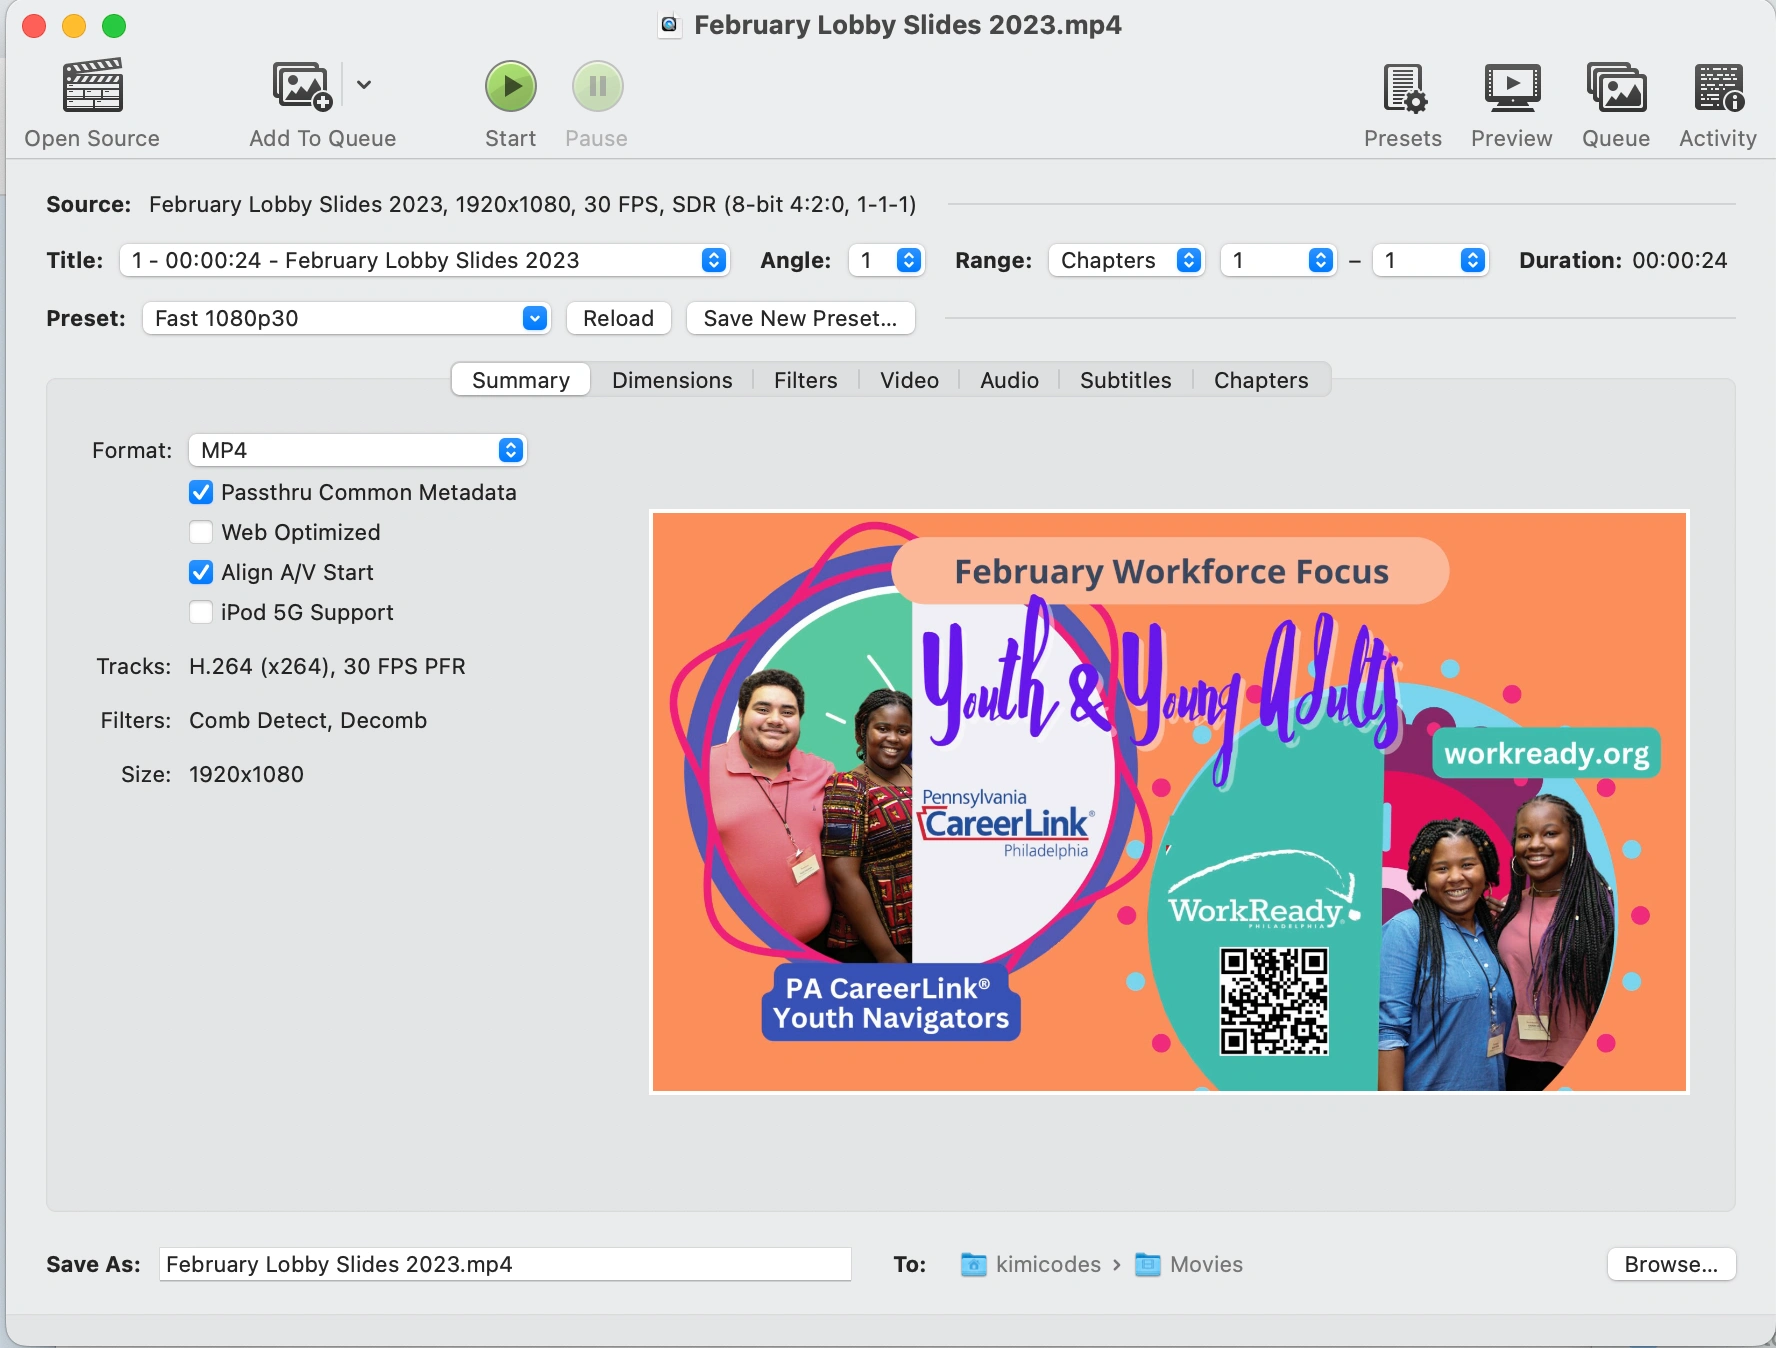 February Lobby Slides 2023.mp4
Open Source
Add To Queue
Start
Pause
Presets
Preview
Queue
Activity
Source: February Lobby Slides 2023, 1920x1080, 30 FPS, SDR (8-bit 4:2:0, 1-1-1)
Title: 1 - 00:00:24 - February Lobby Slides 2023 Angle: 1 Range: Chapters 1 – 1 Duration: 00:00:24
Preset: Fast 1080p30 Reload Save New Preset...
Summary Dimensions Filters Video Audio Subtitles Chapters
Format: MP4
Passthru Common Metadata
Web Optimized
Align A/V Start
iPod 5G Support
Tracks: H.264 (x264), 30 FPS PFR
Filters: Comb Detect, Decomb
Size: 1920x1080
February Workforce Focus
Youth & Young Adults
workready.org
Pennsylvania
CareerLink®
Philadelphia
WorkReady
PHILADELPHIA
PA CareerLink®
Youth Navigators
Save As: February Lobby Slides 2023.mp4 To: kimicodes › Movies Browse...